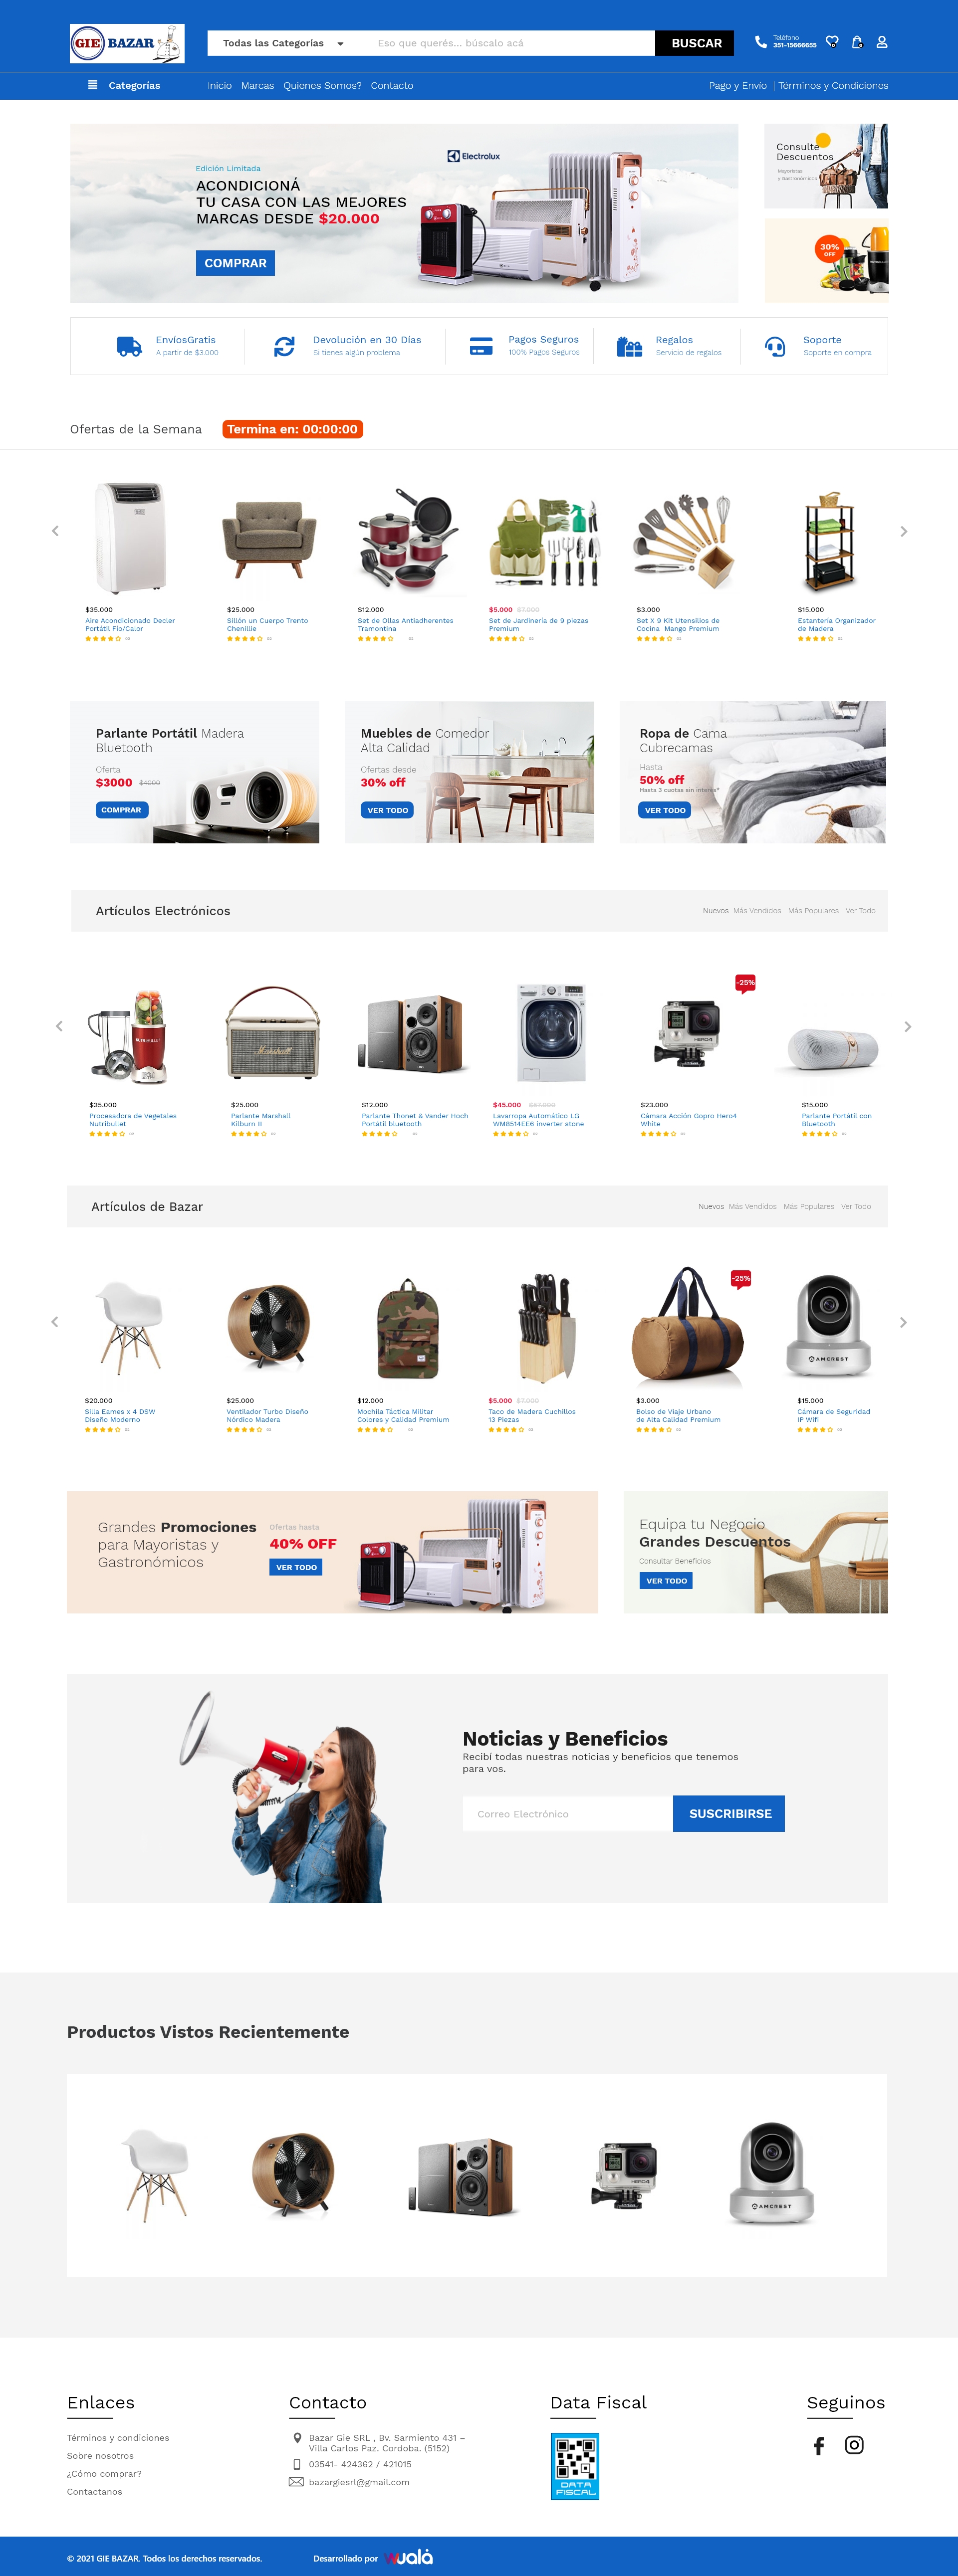 GIE BAZAR
Todas las Categorías
Eso que querés... búscalo acá
BUSCAR
Teléfono
351-15666655
Categorías
Inicio Marcas Quienes Somos? Contacto
Pago y Envío | Términos y Condiciones
Electrolux
Edición Limitada
ACONDICIONÁ
TU CASA CON LAS MEJORES
MARCAS DESDE $20.000
COMPRAR
Consulte
Descuentos
Mayoristas
y Gastronómicos
30%
OFF
EnvíosGratis
A partir de $3.000
Devolución en 30 Días
Si tienes algún problema
Pagos Seguros
100% Pagos Seguros
Regalos
Servicio de regalos
Soporte
Soporte en compra
Ofertas de la Semana
Termina en: 00:00:00
$35.000
Aire Acondicionado Decler
Portátil Fío/Calor
$25.000
Sillón un Cuerpo Trento
Chenillie
$12.000
Set de Ollas Antiadherentes
Tramontina
$5.000 $7.000
Set de Jardinería de 9 piezas
Premium
$3.000
Set X 9 Kit Utensilios de
Cocina Mango Premium
$15.000
Estantería Organizador
de Madera
Parlante Portátil Madera
Bluetooth
Oferta
$3000 $4000
COMPRAR
Muebles de Comedor
Alta Calidad
Ofertas desde
30% off
VER TODO
Ropa de Cama
Cubrecamas
Hasta
50% off
Hasta 3 cuotas sin interés*
VER TODO
Artículos Electrónicos
Nuevos Más Vendidos Más Populares Ver Todo
-25%
$35.000
Procesadora de Vegetales
Nutribullet
$25.000
Parlante Marshall
Kilburn II
$12.000
Parlante Thonet & Vander Hoch
Portátil bluetooth
$45.000 $67.000
Lavarropa Automático LG
WM8514EE6 inverter stone
$23.000
Cámara Acción Gopro Hero4
White
$15.000
Parlante Portátil con
Bluetooth
Artículos de Bazar
Nuevos Más Vendidos Más Populares Ver Todo
-25%
AMCREST
$20.000
Silla Eames x 4 DSW
Diseño Moderno
$25.000
Ventilador Turbo Diseño
Nórdico Madera
$12.000
Mochila Táctica Militar
Colores y Calidad Premium
$5.000 $7.000
Taco de Madera Cuchillos
13 Piezas
$3.000
Bolso de Viaje Urbano
de Alta Calidad Premium
$15.000
Cámara de Seguridad
IP Wifi
Grandes Promociones
para Mayoristas y
Gastronómicos
Ofertas hasta
40% OFF
VER TODO
Equipa tu Negocio
Grandes Descuentos
Consultar Beneficios
VER TODO
Noticias y Beneficios
Recibí todas nuestras noticias y beneficios que tenemos
para vos.
Correo Electrónico
SUSCRIBIRSE
Productos Vistos Recientemente
HERO4
AMCREST
Enlaces
Términos y condiciones
Sobre nosotros
¿Cómo comprar?
Contactanos
Contacto
Bazar Gie SRL , Bv. Sarmiento 431 –
Villa Carlos Paz. Cordoba. (5152)
03541- 424362 / 421015
bazargiesrl@gmail.com
Data Fiscal
DATA
FISCAL
Seguinos
© 2021 GIE BAZAR. Todos los derechos reservados.
Desarrollado por wualà